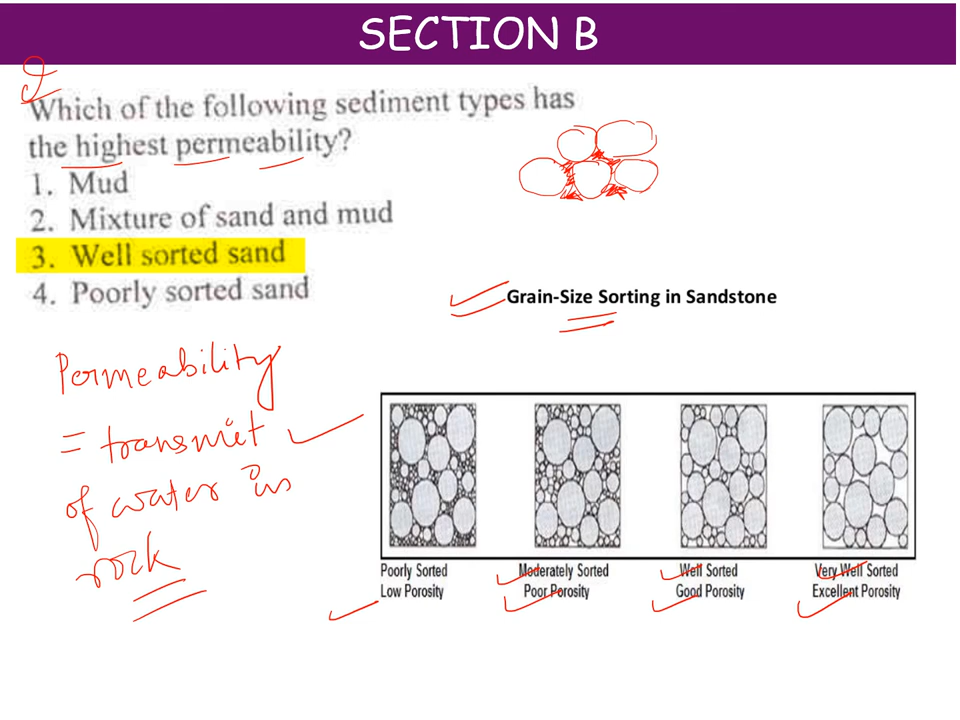 SECTION B
Q
Which of the following sediment types has
the highest permeability?
1. Mud
2. Mixture of sand and mud
3. Well sorted sand
4. Poorly sorted sand
Grain-Size Sorting in Sandstone
Permeability
= transmit
of water in
rock
Poorly Sorted
Low Porosity
Moderately Sorted
Poor Porosity
Well Sorted
Good Porosity
Very Well Sorted
Excellent Porosity